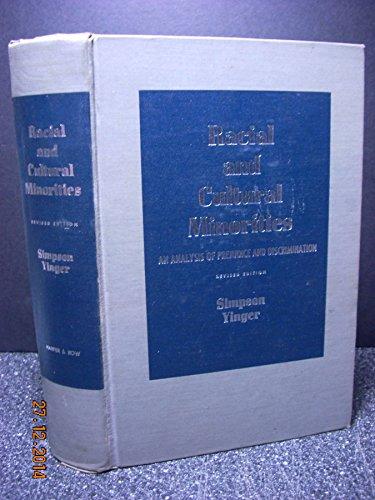 Racial
and
Cultural
Minorities
REVISED EDITION
Simpson
Yinger
HARPER & ROW
Racial
and
Cultural
Minorities
AN ANALYSIS OF PREJUDICE AND DISCRIMINATION
REVISED EDITION
Simpson
Yinger
27.12.2014